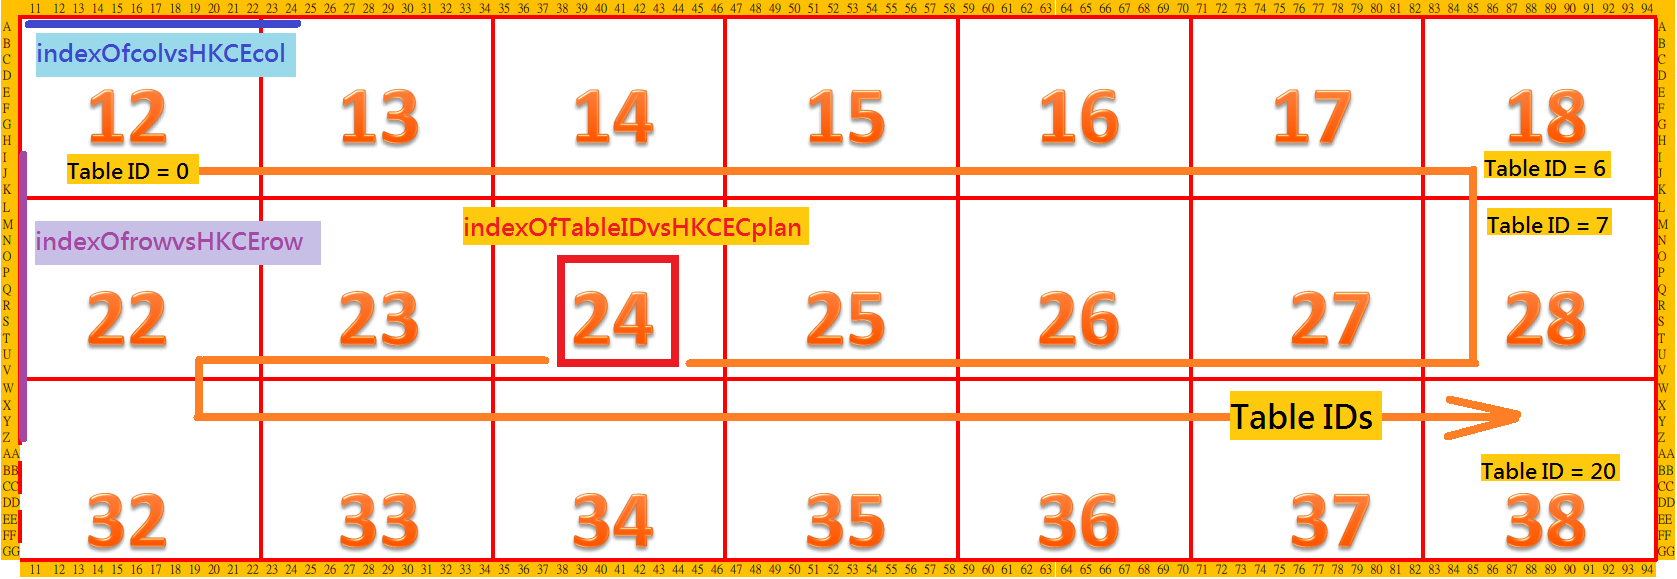 11 12 13 14 15 16 17 18 19 20 21 22 23 24 25 26 27 28 29 30 31 32 33 34 35 36 37 38 39 40 41 42 43 44 45 46 47 48 49 50 51 52 53 54 55 56 57 58 59 60 61 62 63 64 65 66 67 68 69 70 71 72 73 74 75 76 77 78 79 80 81 82 83 84 85 86 87 88 89 90 91 92 93 94
A A
B B
indexOfcolvsHKCEcol
C C
D D
E E
F F
12 13 14 15 16 17 18
G G
H H
I I
Table ID = 0 Table ID = 6
J J
K K
L L
M M
Table ID = 7
indexOfTableIDvsHKCECplan
N N
indexOfrowvsHKCErow
O O
P P
Q Q
R R
22 23 24 25 26 27 28
S S
T T
U U
V V
W W
X X
Table IDs
Y Y
Z Z
AA AA
BB BB
Table ID = 20
CC CC
DD DD
32 33 34 35 36 37 38
EE EE
FF FF
GG GG
11 12 13 14 15 16 17 18 19 20 21 22 23 24 25 26 27 28 29 30 31 32 33 34 35 36 37 38 39 40 41 42 43 44 45 46 47 48 49 50 51 52 53 54 55 56 57 58 59 60 61 62 63 64 65 66 67 68 69 70 71 72 73 74 75 76 77 78 79 80 81 82 83 84 85 86 87 88 89 90 91 92 93 94